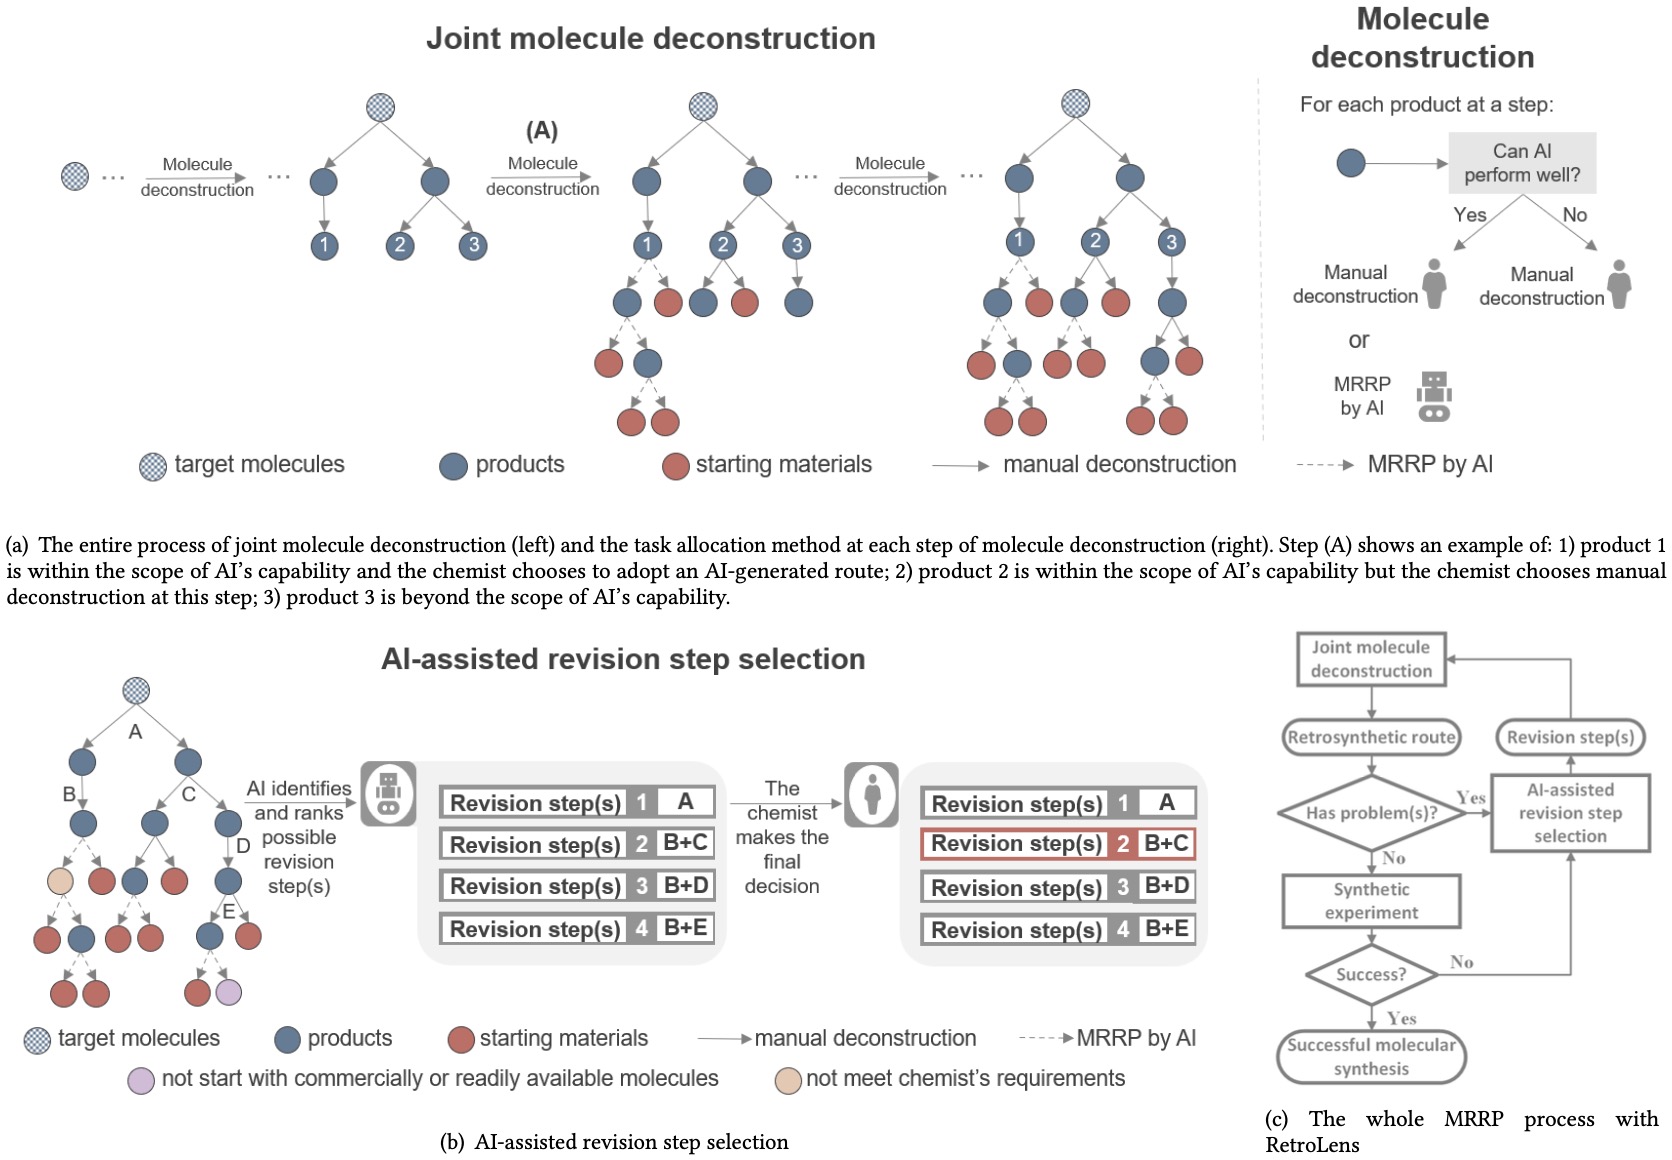 Joint molecule deconstruction
Molecule
deconstruction
For each product at a step:
(A)
... Molecule
deconstruction ...
Molecule
deconstruction
... Molecule
deconstruction ...
1 2 3
1 2 3
1 2 3
Can AI
perform well?
Yes No
Manual
deconstruction
Manual
deconstruction
or
MRRP
by AI
target molecules products starting materials manual deconstruction MRRP by AI
(a) The entire process of joint molecule deconstruction (left) and the task allocation method at each step of molecule deconstruction (right). Step (A) shows an example of: 1) product 1
is within the scope of AI's capability and the chemist chooses to adopt an AI-generated route; 2) product 2 is within the scope of AI's capability but the chemist chooses manual
deconstruction at this step; 3) product 3 is beyond the scope of AI's capability.
AI-assisted revision step selection
A
B
C
D
E
AI identifies
and ranks
possible
revision
step(s)
Revision step(s) 1 A
Revision step(s) 2 B+C
Revision step(s) 3 B+D
Revision step(s) 4 B+E
The
chemist
makes the
final
decision
Revision step(s) 1 A
Revision step(s) 2 B+C
Revision step(s) 3 B+D
Revision step(s) 4 B+E
target molecules products starting materials manual deconstruction MRRP by AI
not start with commercially or readily available molecules not meet chemist's requirements
(b) AI-assisted revision step selection
Joint molecule
deconstruction
Retrosynthetic route
Revision step(s)
Has problem(s)?
Yes
AI-assisted
revision step
selection
No
Synthetic
experiment
Success?
No
Yes
Successful molecular
synthesis
(c) The whole MRRP process with
RetroLens